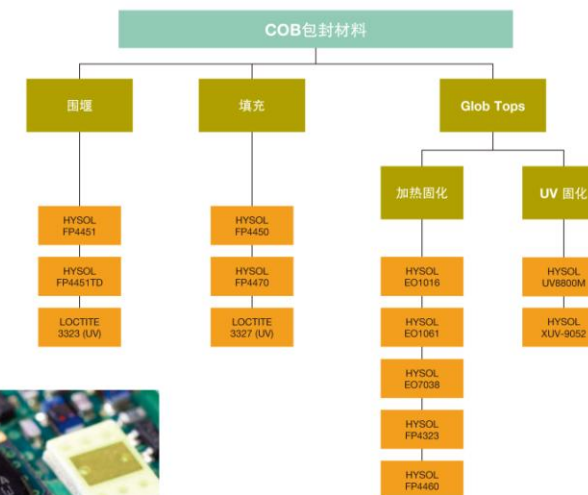 COB包封材料
围堰
填充
Glob Tops
加热固化
UV 固化
HYSOL
FP4451
HYSOL
FP4451TD
LOCTITE
3323 (UV)
HYSOL
FP4450
HYSOL
FP4470
LOCTITE
3327 (UV)
HYSOL
EO1016
HYSOL
EO1061
HYSOL
EO7038
HYSOL
FP4323
HYSOL
FP4460
HYSOL
UV8800M
HYSOL
XUV-9052